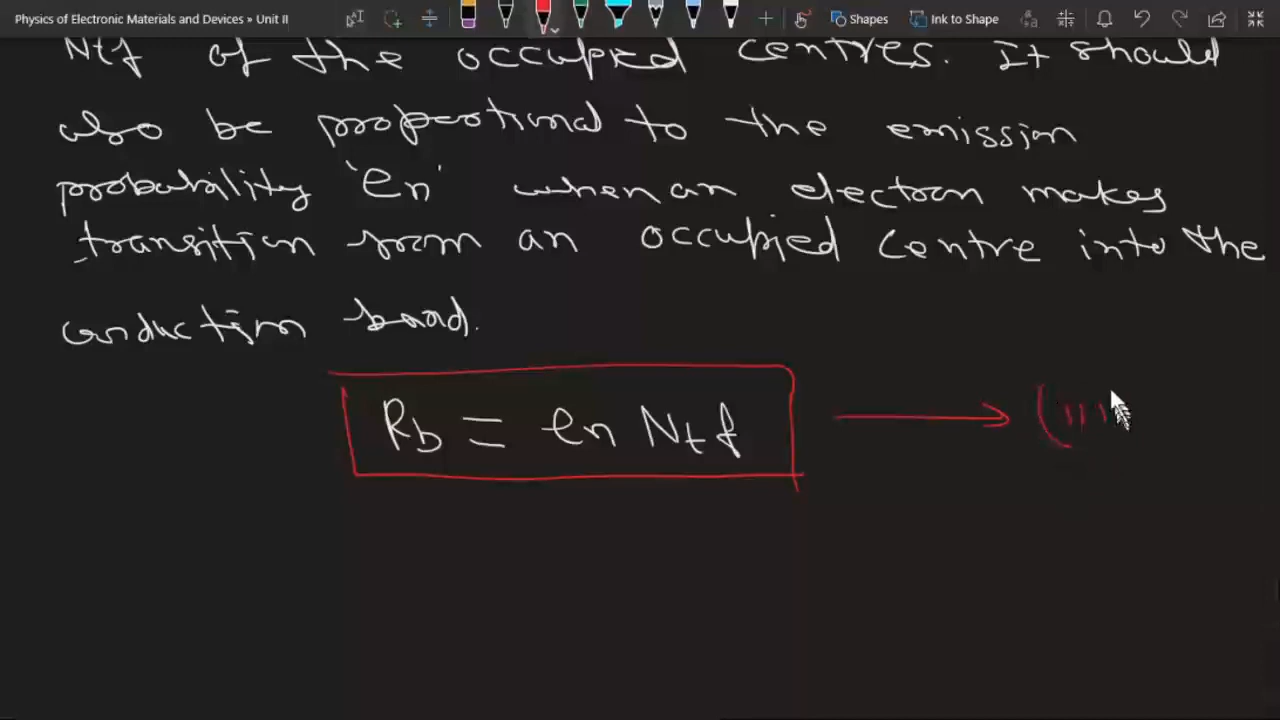 Physics of Electronic Materials and Devices » Unit II
Shapes
Ink to Shape
Ntf of the occupied centres. It should
also be proportional to the emission
probability 'en' when an electron makes
transition from an occupied centre into the
conduction band.
Rb = en Ntf
(iii